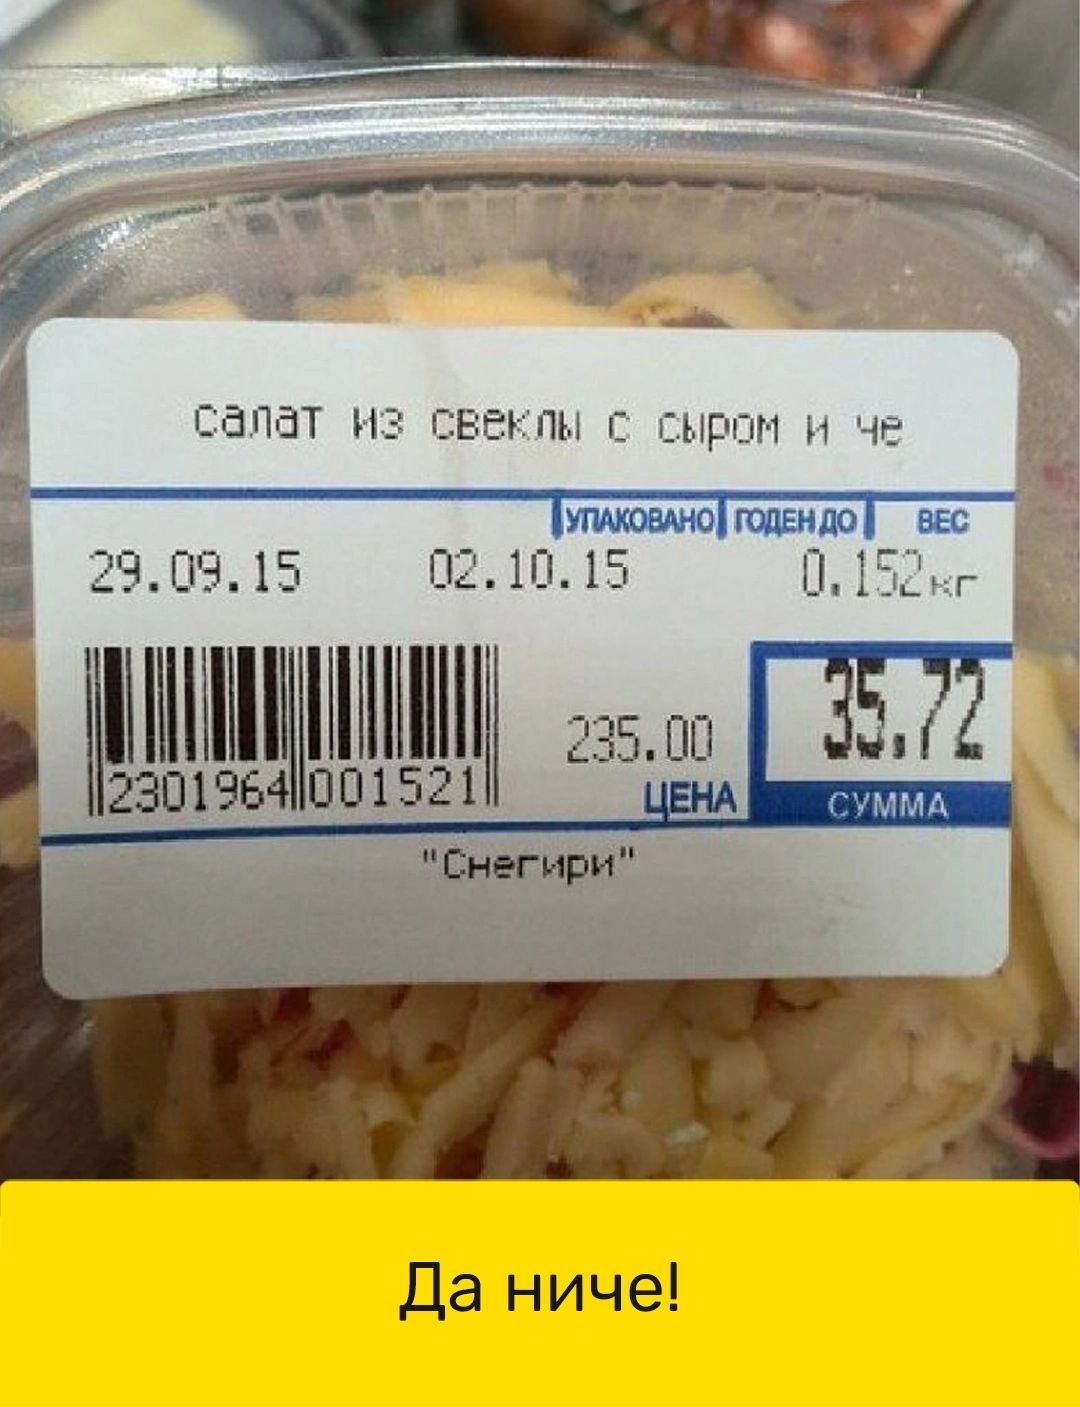 салат из свеклы с сыром и че
УПАКОВАНО ГОДЕН ДО ВЕС
29.09.15 02.10.15 0.152кг
35.72
235.00
2301964 001521
ЦЕНА СУММА
"Снегири"
Да ниче!